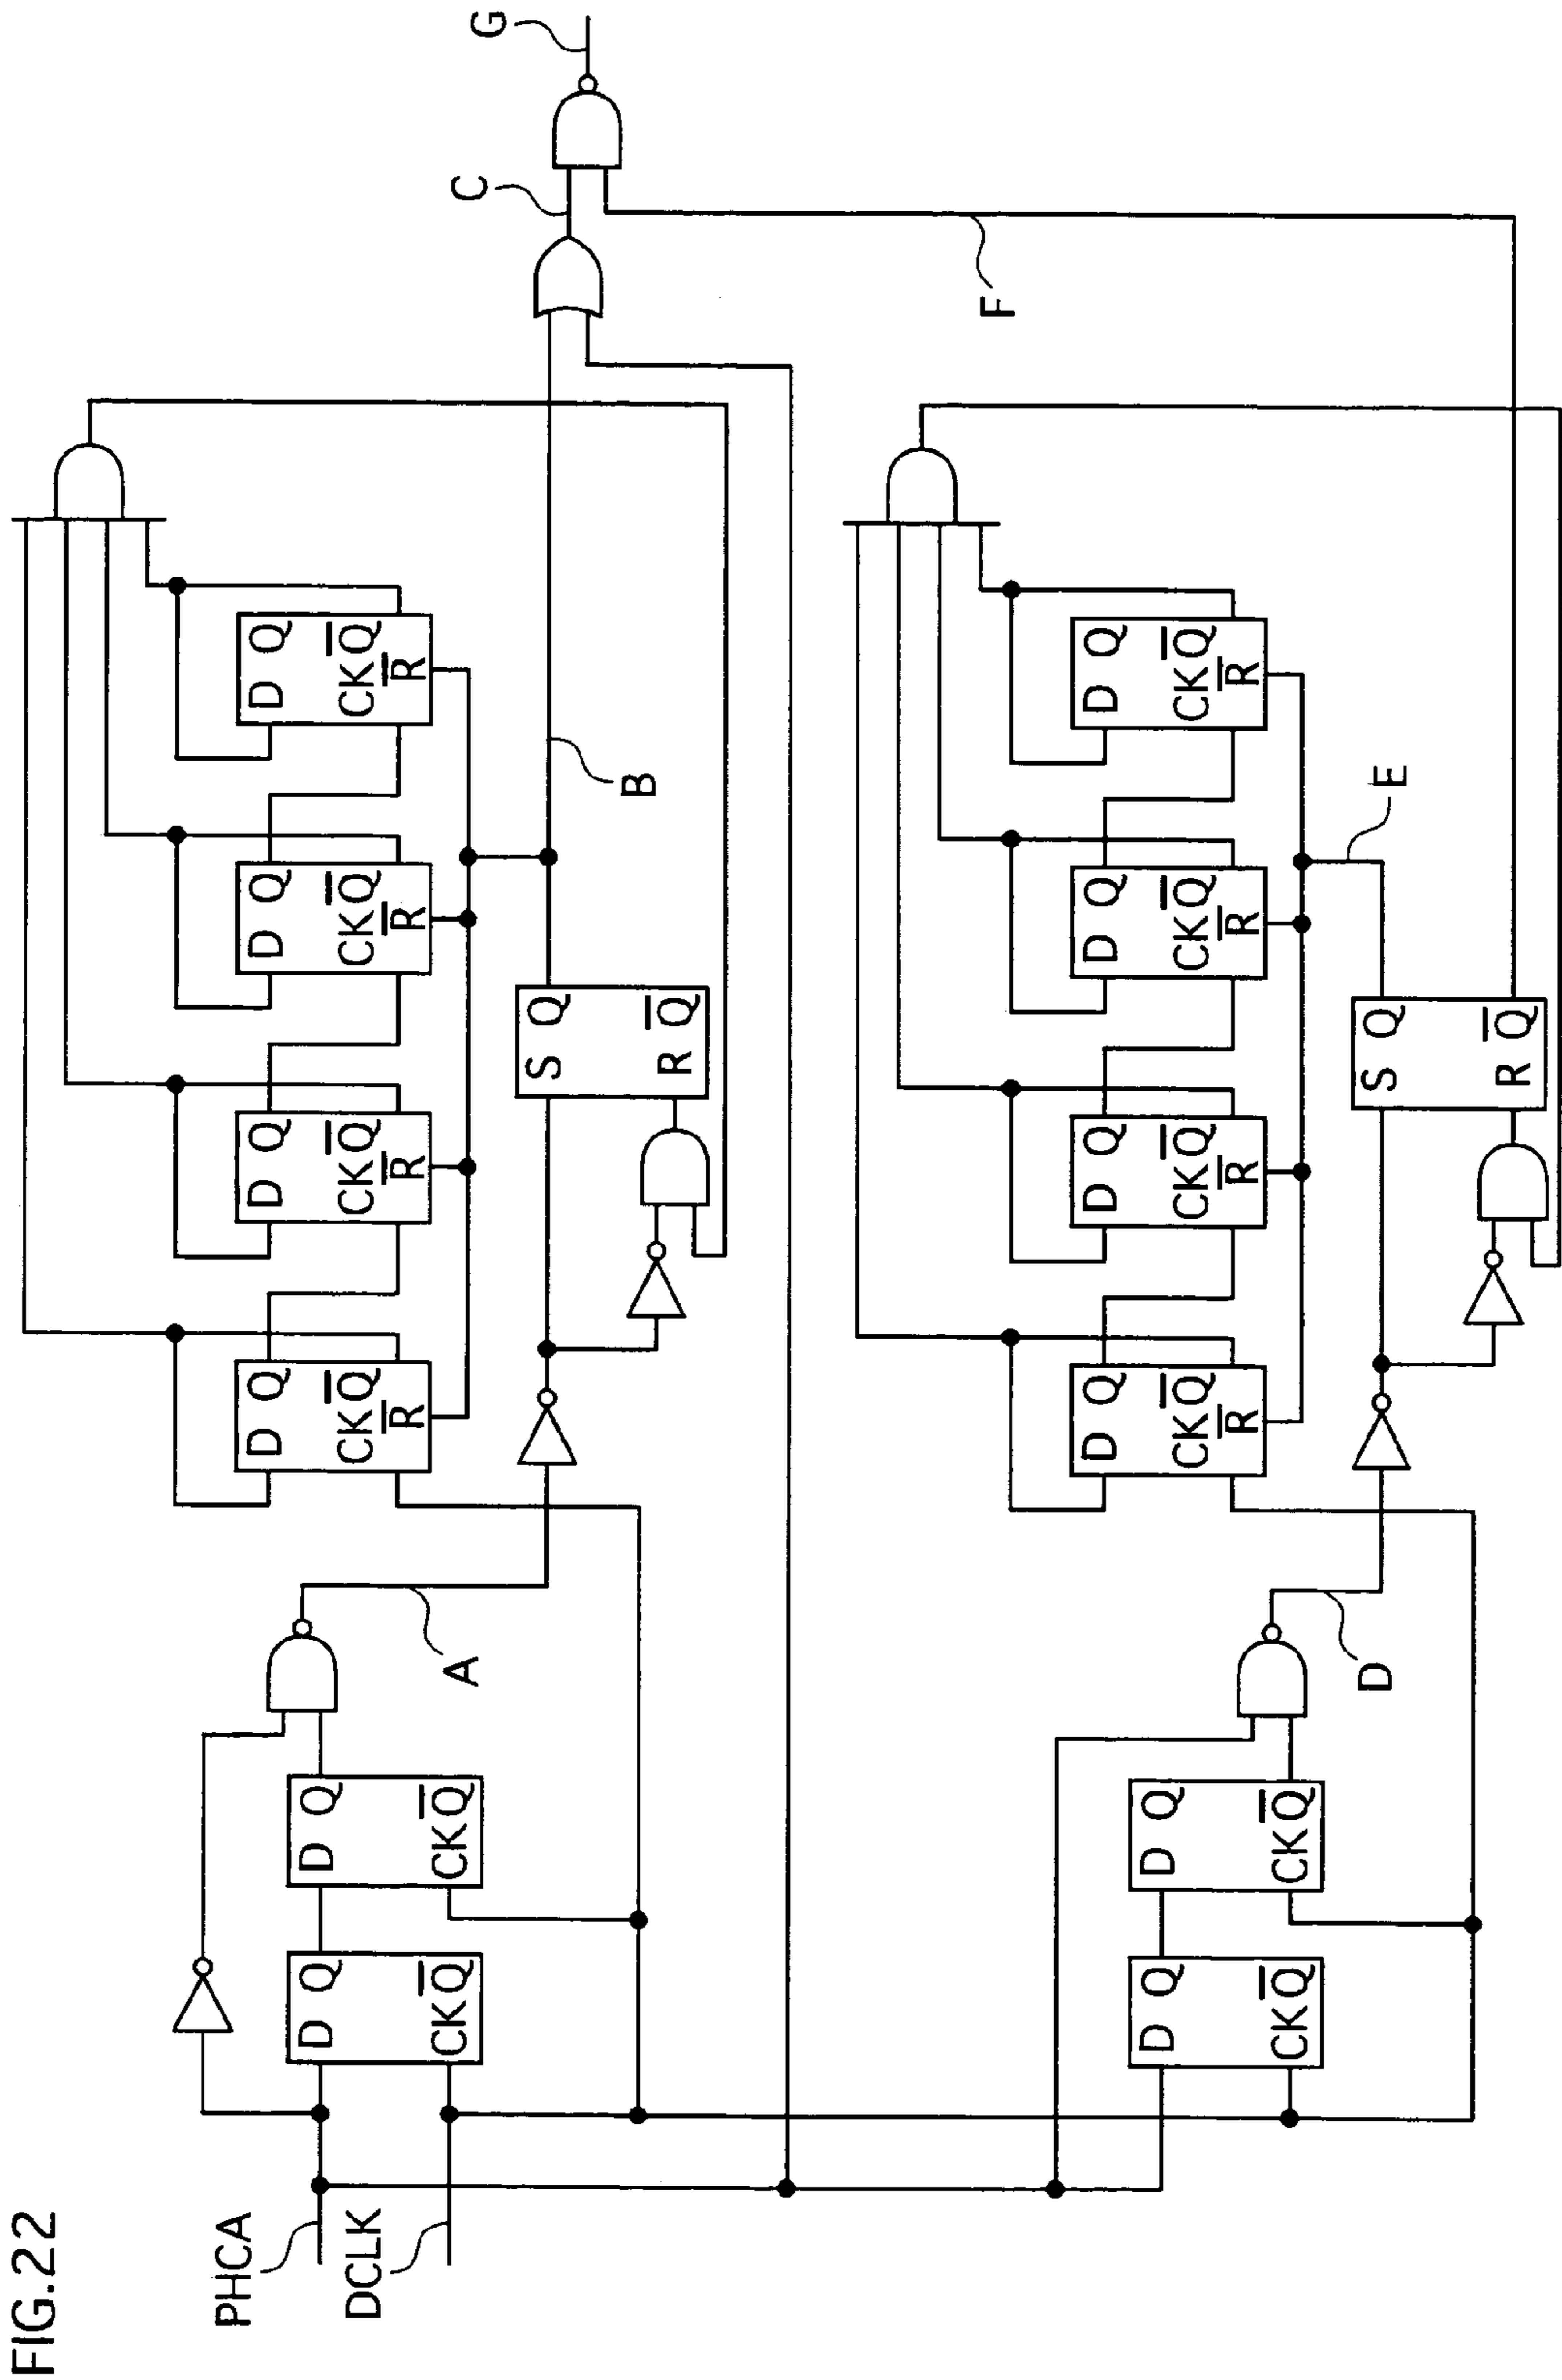 FIG.22
PHCA
DCLK
D Q
CK Q̅
D Q
CK Q̅
A
D Q
CK Q̅
R̅
D Q
CK Q̅
R̅
D Q
CK Q̅
R̅
D Q
CK Q̅
R̅
S Q
R Q̅
B
C
G
D Q
CK Q̅
D Q
CK Q̅
D
D Q
CK Q̅
R̅
D Q
CK Q̅
R̅
D Q
CK Q̅
R̅
D Q
CK Q̅
R̅
S Q
R Q̅
E
F